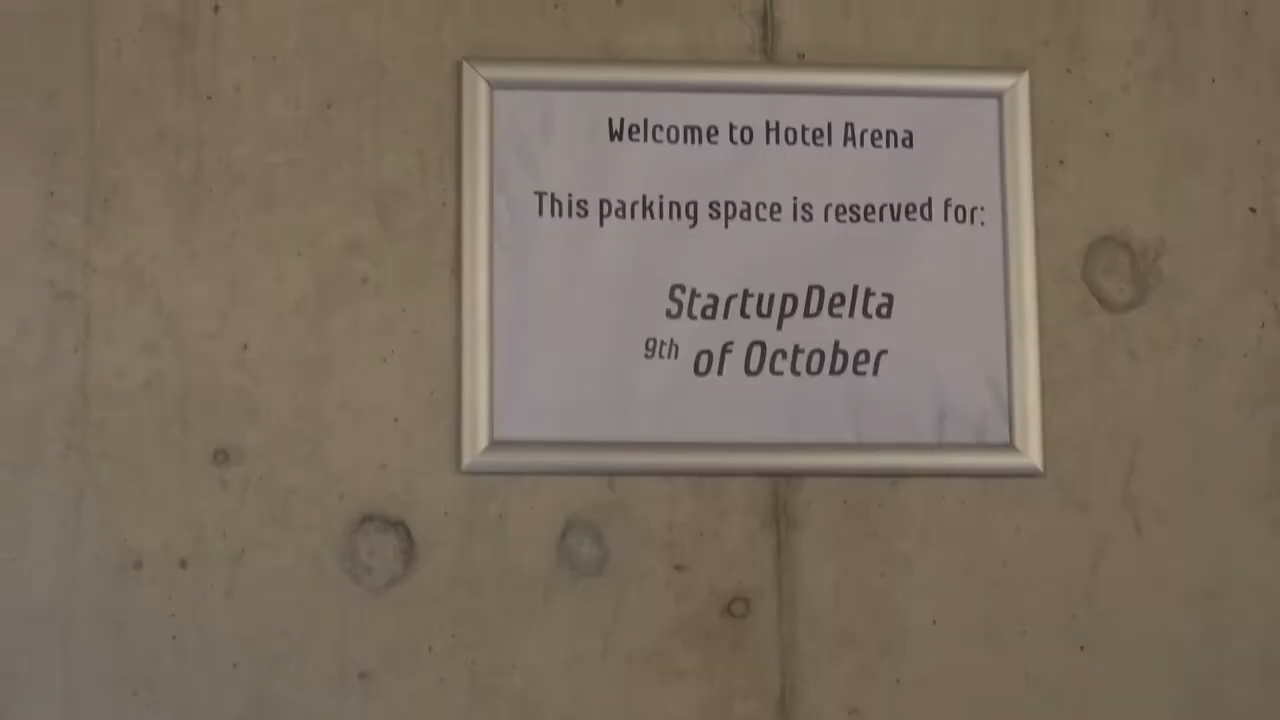 Welcome to Hotel Arena
This parking space is reserved for:
StartupDelta
9th of October